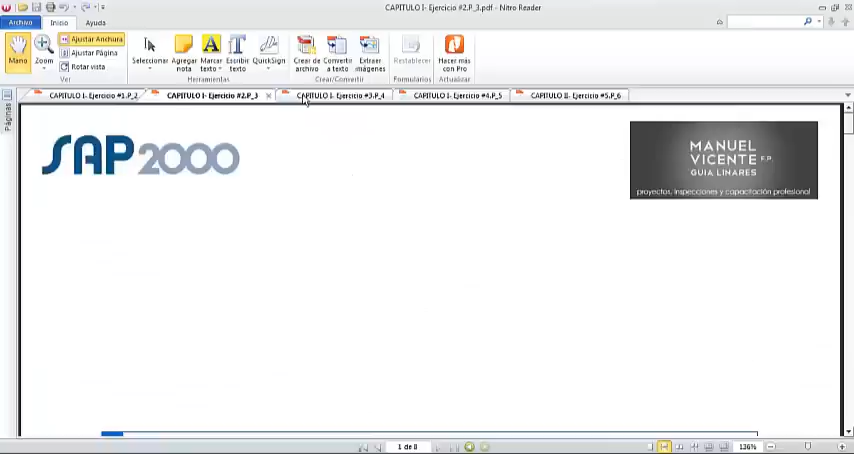 CAPITULO I- Ejercicio #2.P_3.pdf - Nitro Reader
Archivo Inicio Ayuda
Mano
Zoom
Ajustar Anchura
Ajustar Página
Rotar vista
Ver
Seleccionar
Agregar nota
Marcar texto
Escribir texto
QuickSign
Herramientas
Crear de archivo
Convertir a texto
Extraer imágenes
Crear/Convertir
Restablecer
Formularios
Hacer más con Pro
Actualizar
CAPITULO I- Ejercicio #1.P_2
CAPITULO I- Ejercicio #2.P_3
CAPITULO I- Ejercicio #3.P_4
CAPITULO I- Ejercicio #4.P_5
CAPITULO II- Ejercicio #5.P_6
Páginas
SAP2000
MANUEL
VICENTE F.P.
GUIA LINARES
proyectos, inspecciones y capacitación profesional
1 de 8
136%